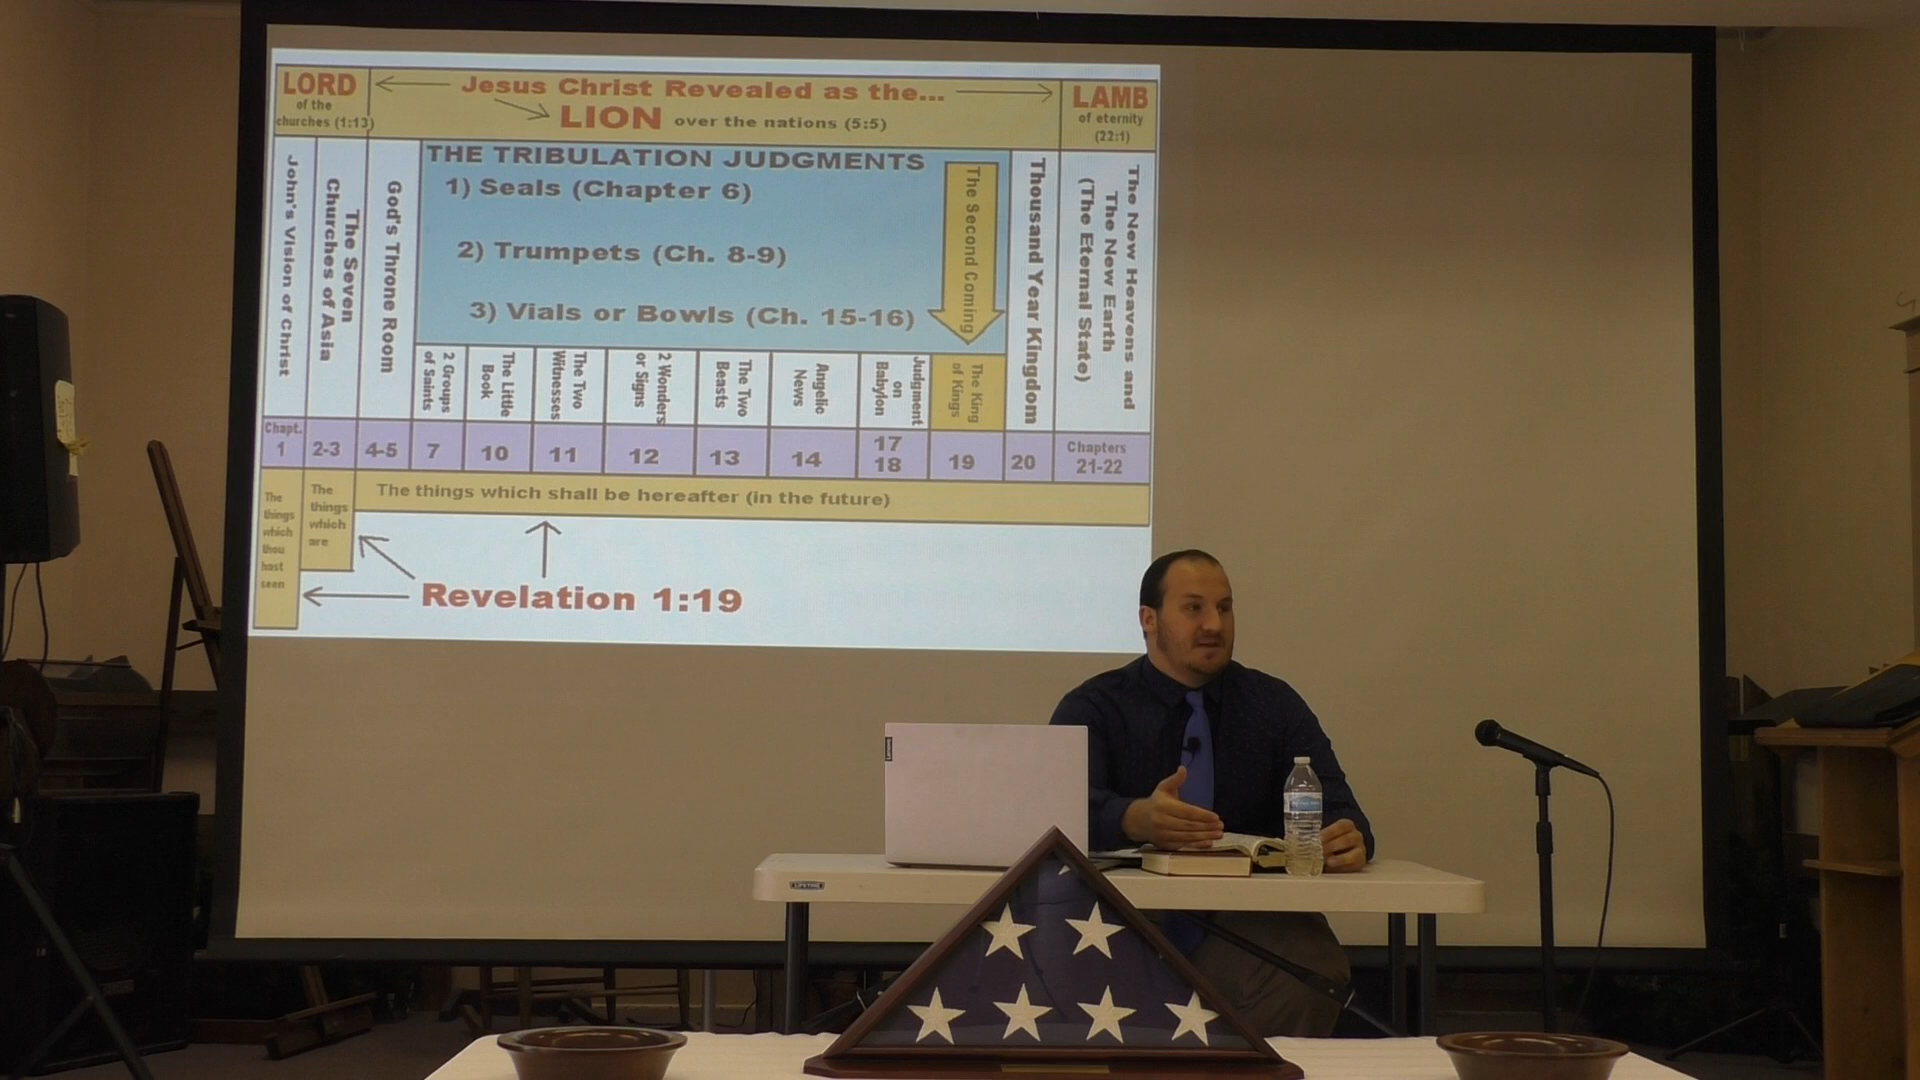 LORD
of the
churches (1:13)
Jesus Christ Revealed as the...
LION over the nations (5:5)
LAMB
of eternity
(22:1)
John's Vision of Christ
The Seven
Churches of Asia
God's Throne Room
THE TRIBULATION JUDGMENTS
1) Seals (Chapter 6)
2) Trumpets (Ch. 8-9)
3) Vials or Bowls (Ch. 15-16)
The Second Coming
Thousand Year Kingdom
The New Heavens and
The New Earth
(The Eternal State)
2 Groups
of Saints
The Little
Book
The Two
Witnesses
2 Wonders
or Signs
The Two
Beasts
Angelic
News
Judgment
on
Babylon
The King
of Kings
Chapt.
1
2-3
4-5
7
10
11
12
13
14
17
18
19
20
Chapters
21-22
The
things
which
thou
hast
seen
The
things
which
are
The things which shall be hereafter (in the future)
Revelation 1:19
Lenovo
LIFETIME